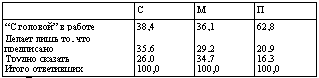 С М П
“С головой” в работе 38,4 36,1 62,8
Делает лишь то, что
предписано 35,6 29,2 20,9
Трудно сказать 26,0 34,7 16,3
Итого ответивших 100,0 100,0 100,0